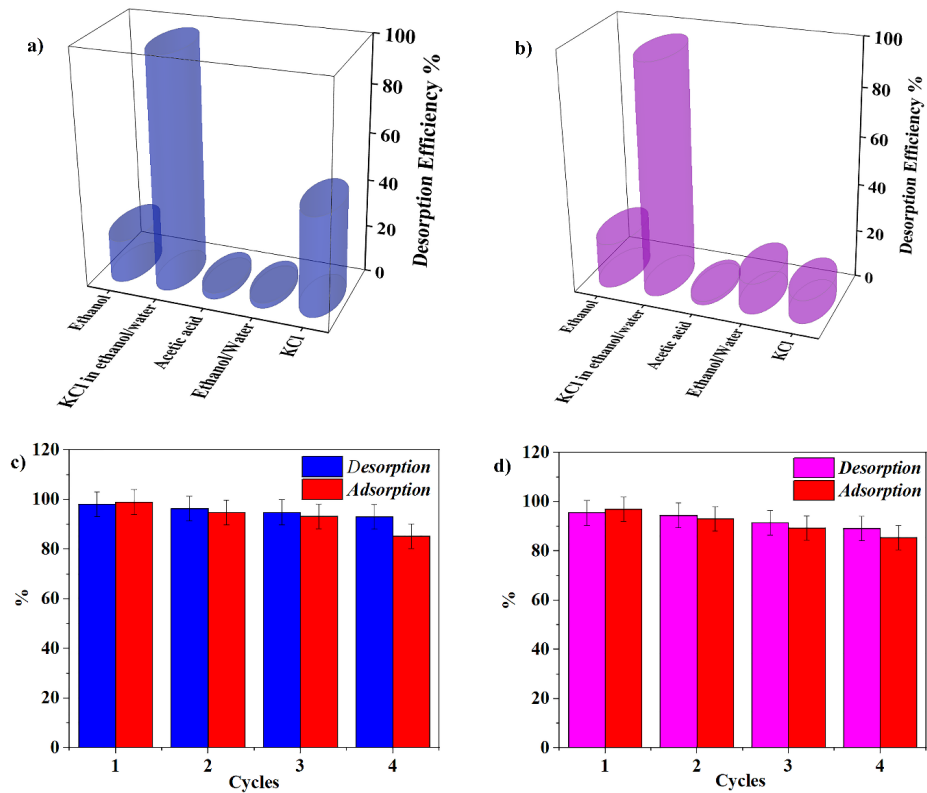 a)
100
80
60
40
20
0
Desorption Efficiency %
Ethanol
KCl in ethanol/water
Acetic acid
Ethanol/Water
KCl
b)
100
80
60
40
20
0
Desorption Efficiency %
Ethanol
KCl in ethanol/water
Acetic acid
Ethanol/Water
KCl
c)
120
100
80
60
40
20
0
%
Desorption
Adsorption
1 2 3 4
Cycles
d)
120
100
80
60
40
20
0
%
Desorption
Adsorption
1 2 3 4
Cycles